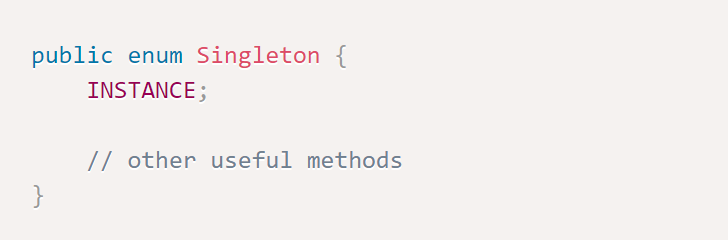 public enum Singleton {
    INSTANCE;

    // other useful methods
}